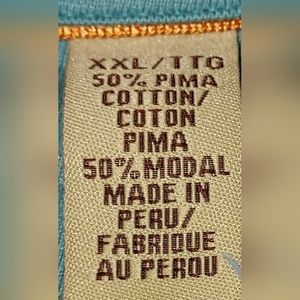 XXL/TTG
50% PIMA
COTTON/
COTON
PIMA
50% MODAL
MADE IN
PERU/
FABRIQUE
AU PEROU